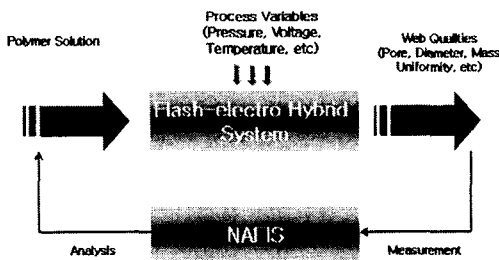 Process Variables
(Pressure, Voltage,
Temperature, etc)
Polymer Solution
Web Qualities
(Pore, Diameter, Mass
Uniformity, etc)
Flash-electro Hybrid
System
NAFIS
Analysis
Measurement